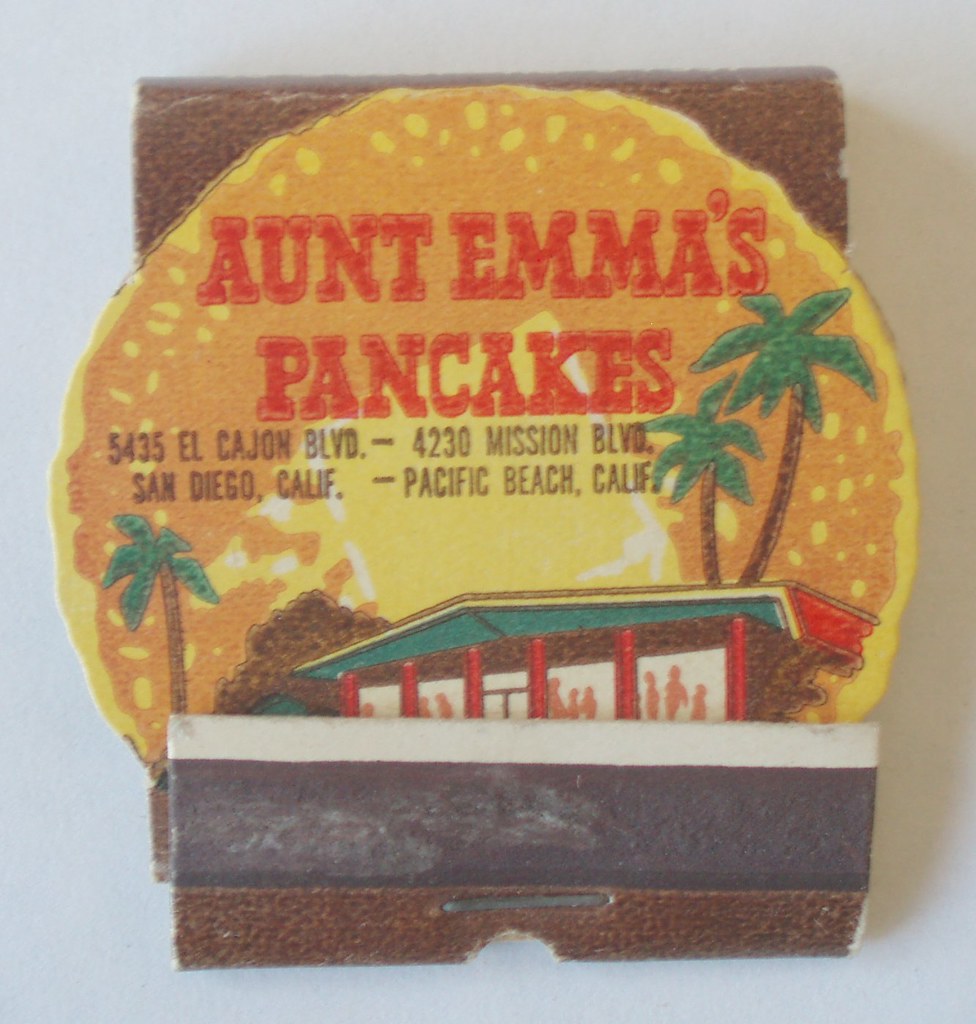 AUNT EMMA'S
PANCAKES
5435 EL CAJON BLVD. — 4230 MISSION BLVD.
SAN DIEGO, CALIF. — PACIFIC BEACH, CALIF.